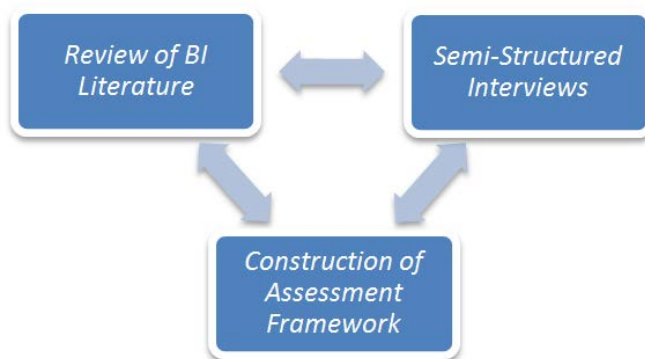 Review of BI
Literature
Semi-Structured
Interviews
Construction of
Assessment
Framework